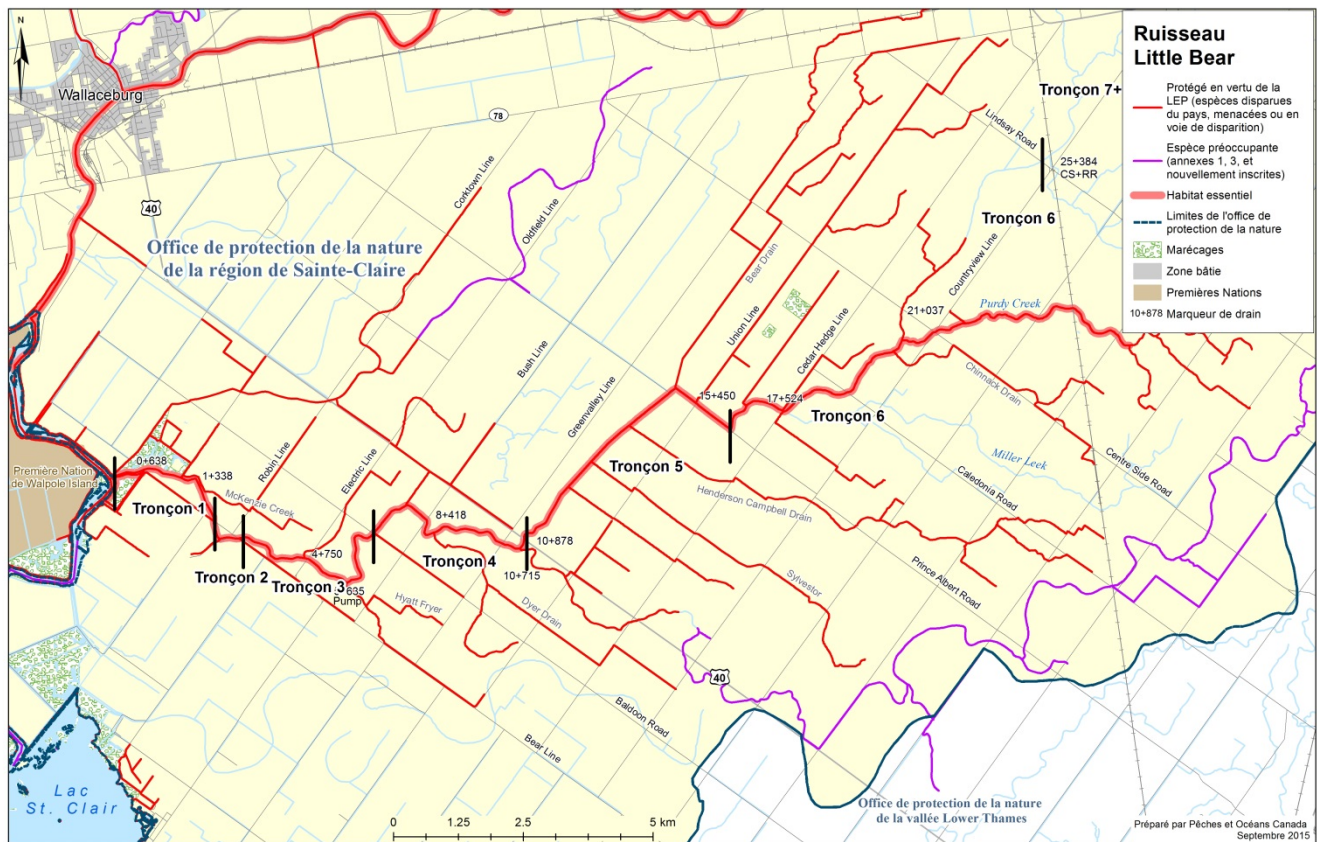 N
Wallaceburg
78
40
Corktown Line
Oldfield Line
Office de protection de la nature
de la région de Sainte-Claire
Bear Drain
Lindsay Road
Tronçon 7+
25+384
CS+RR
Tronçon 6
Countryview Line
Purdy Creek
21+037
Union Line
Cedar Hedge Line
Bush Line
Greenvalley Line
15+450
17+524
Tronçon 6
Chinnack Drain
Miller Leek
Centre Side Road
Caledonia Road
Tronçon 5
Henderson Campbell Drain
Prince Albert Road
Sylvestor
Première Nation
de Walpole Island
0+638
1+338
Robin Line
Electric Line
McKenzie Creek
Tronçon 1
Tronçon 2
4+750
Tronçon 3
635
Pump
8+418
Tronçon 4
10+878
10+715
Hyatt Fryer
Dyer Drain
40
Baldoon Road
Bear Line
Lac
St. Clair
0
1.25
2.5
5 km
Office de protection de la nature
de la vallée Lower Thames
Ruisseau
Little Bear
Protégé en vertu de la
LEP (espèces disparues
du pays, menacées ou en
voie de disparition)
Espèce préoccupante
(annexes 1, 3, et
nouvellement inscrites)
Habitat essentiel
Limites de l'office de
protection de la nature
Marécages
Zone bâtie
Premières Nations
10+878 Marqueur de drain
Préparé par Pêches et Océans Canada
Septembre 2015